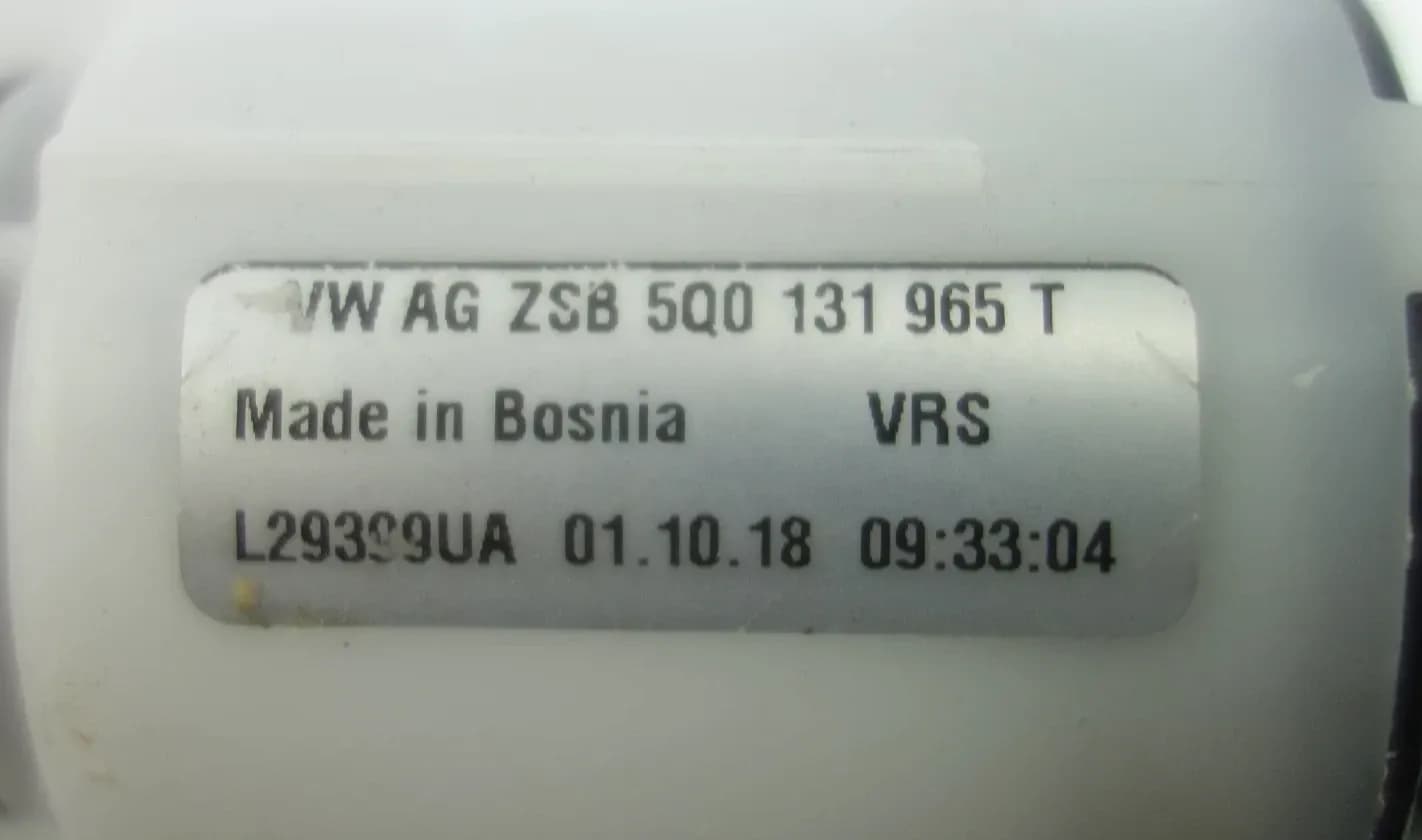 VW AG ZSB 5Q0 131 965 T
Made in Bosnia VRS
01.10.18 09:33:04